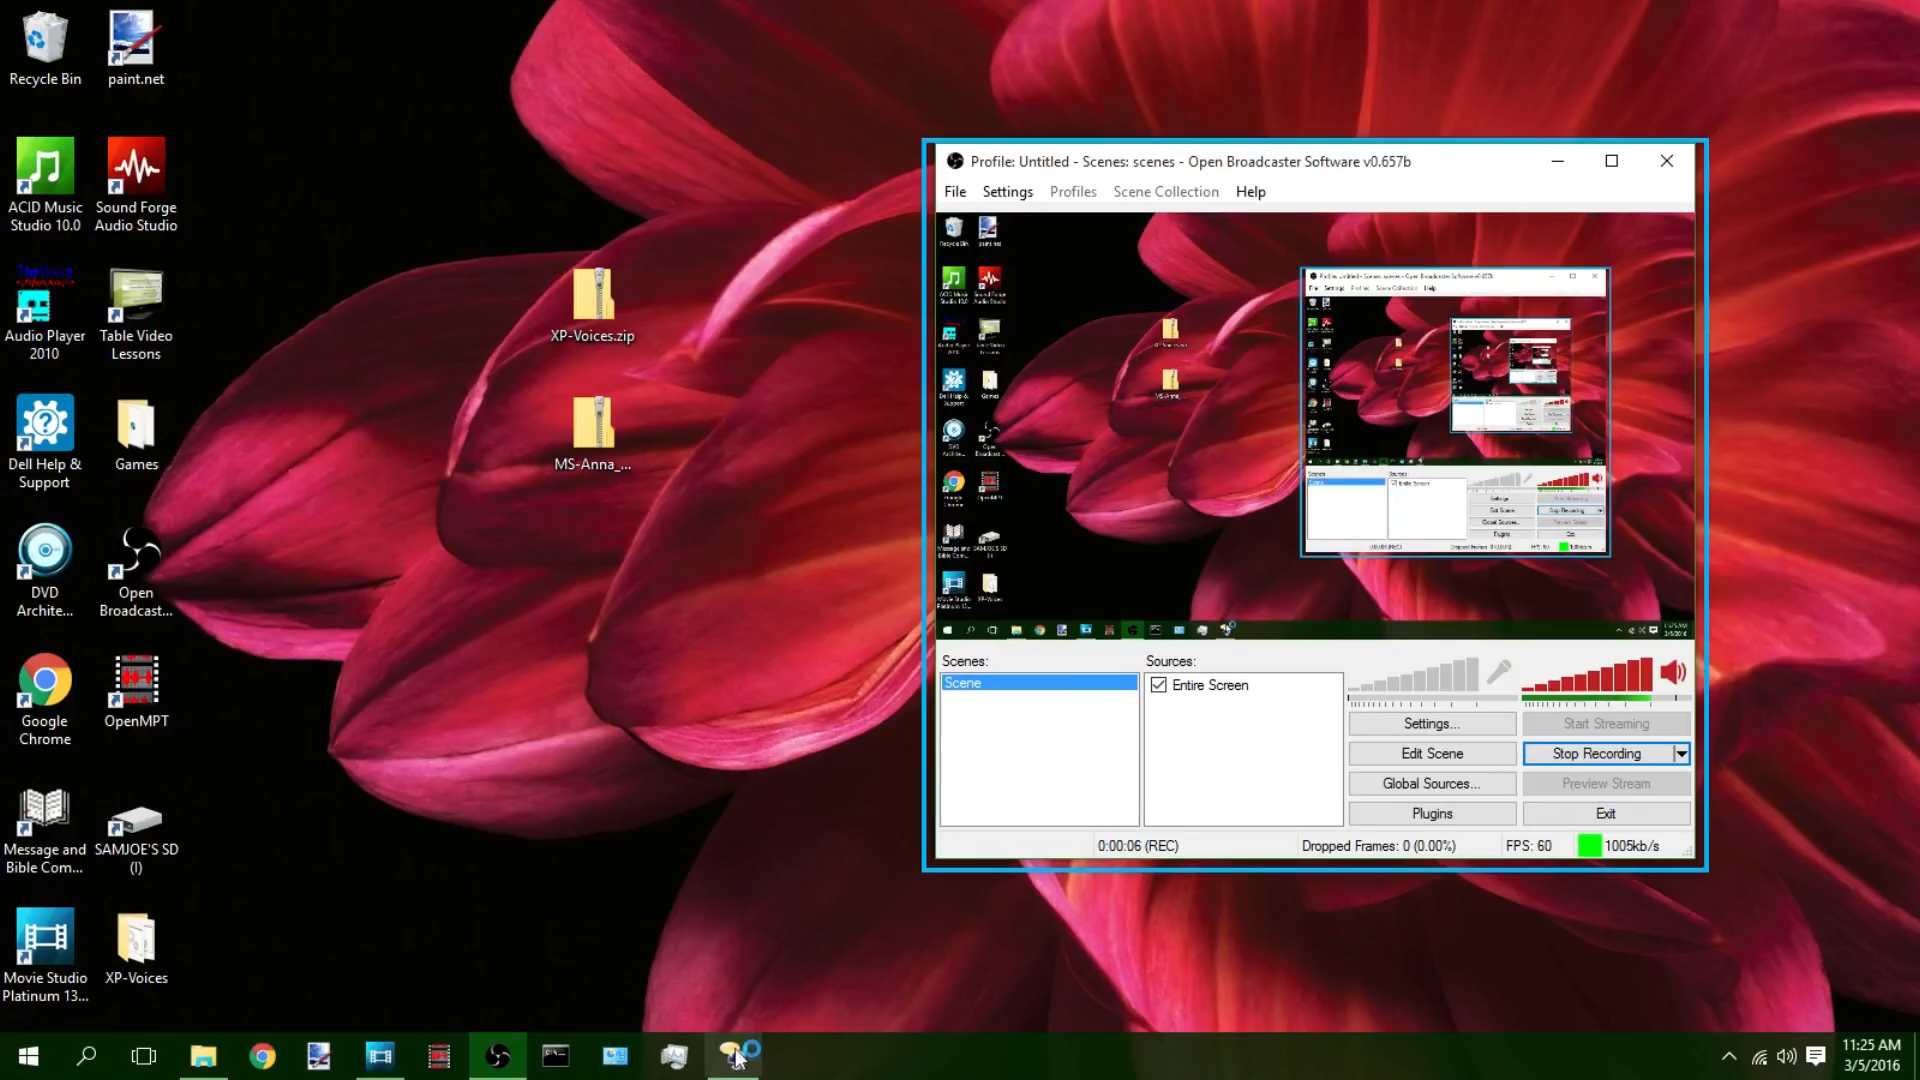 Recycle Bin
paint.net
ACID Music
Studio 10.0
Sound Forge
Audio Studio
Audio Player
2010
Table Video
Lessons
Dell Help &
Support
Games
DVD
Archite...
Open
Broadcast...
Google
Chrome
OpenMPT
Message and
Bible Com...
SAMJOE'S SD
(I)
Movie Studio
Platinum 13...
XP-Voices
XP-Voices.zip
MS-Anna_...
Profile: Untitled - Scenes: scenes - Open Broadcaster Software v0.657b
File Settings Profiles Scene Collection Help
Scenes:
Scene
Sources:
Entire Screen
Settings...
Start Streaming
Edit Scene
Stop Recording
Global Sources...
Preview Stream
Plugins
Exit
0:00:06 (REC)
Dropped Frames: 0 (0.00%)
FPS: 60
1005kb/s
11:25 AM
3/5/2016